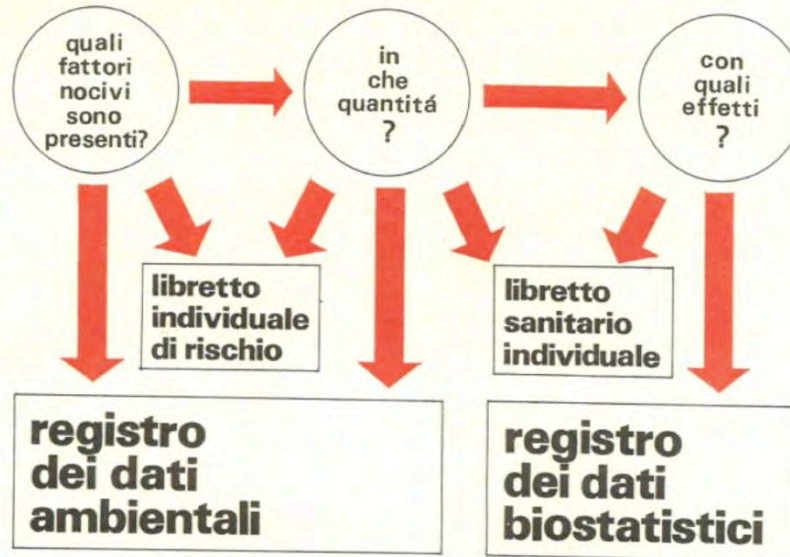 quali
fattori
nocivi
sono
presenti?
in
che
quantitá
?
con
quali
effetti
?
libretto
individuale
di rischio
libretto
sanitario
individuale
registro
dei dati
ambientali
registro
dei dati
biostatistici